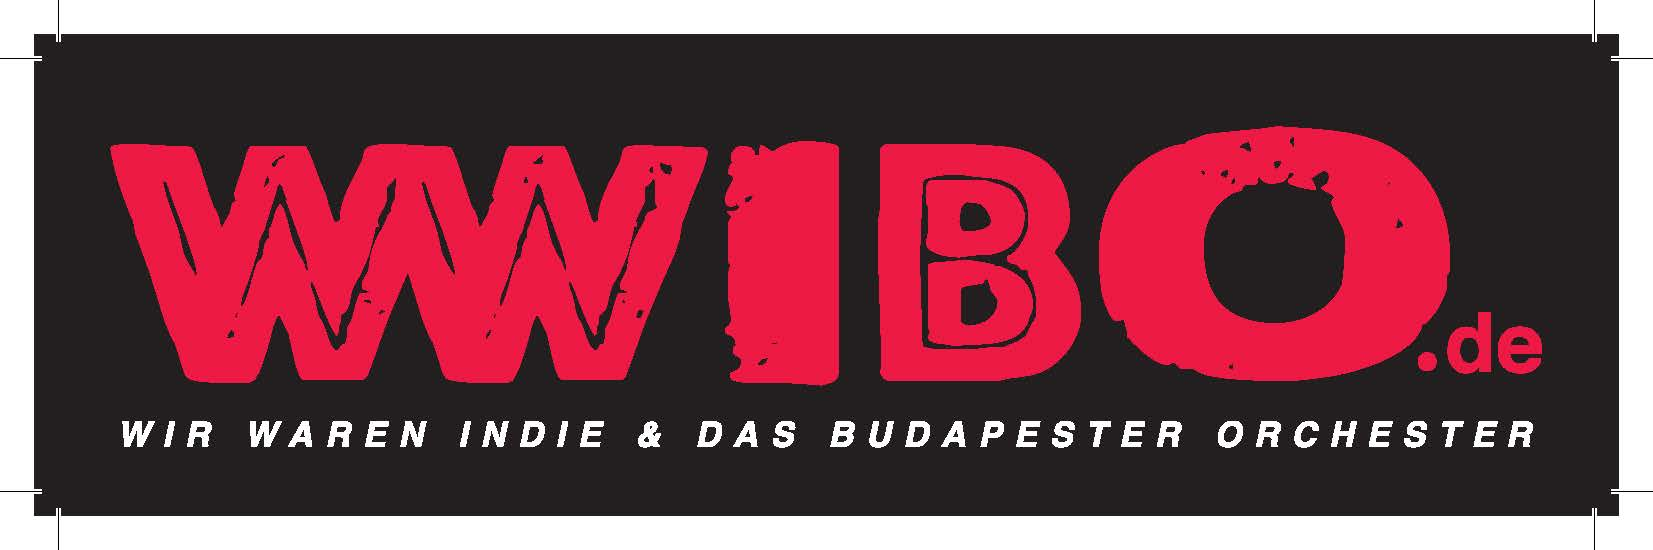 WWIBO.de
WIR WAREN INDIE & DAS BUDAPESTER ORCHESTER